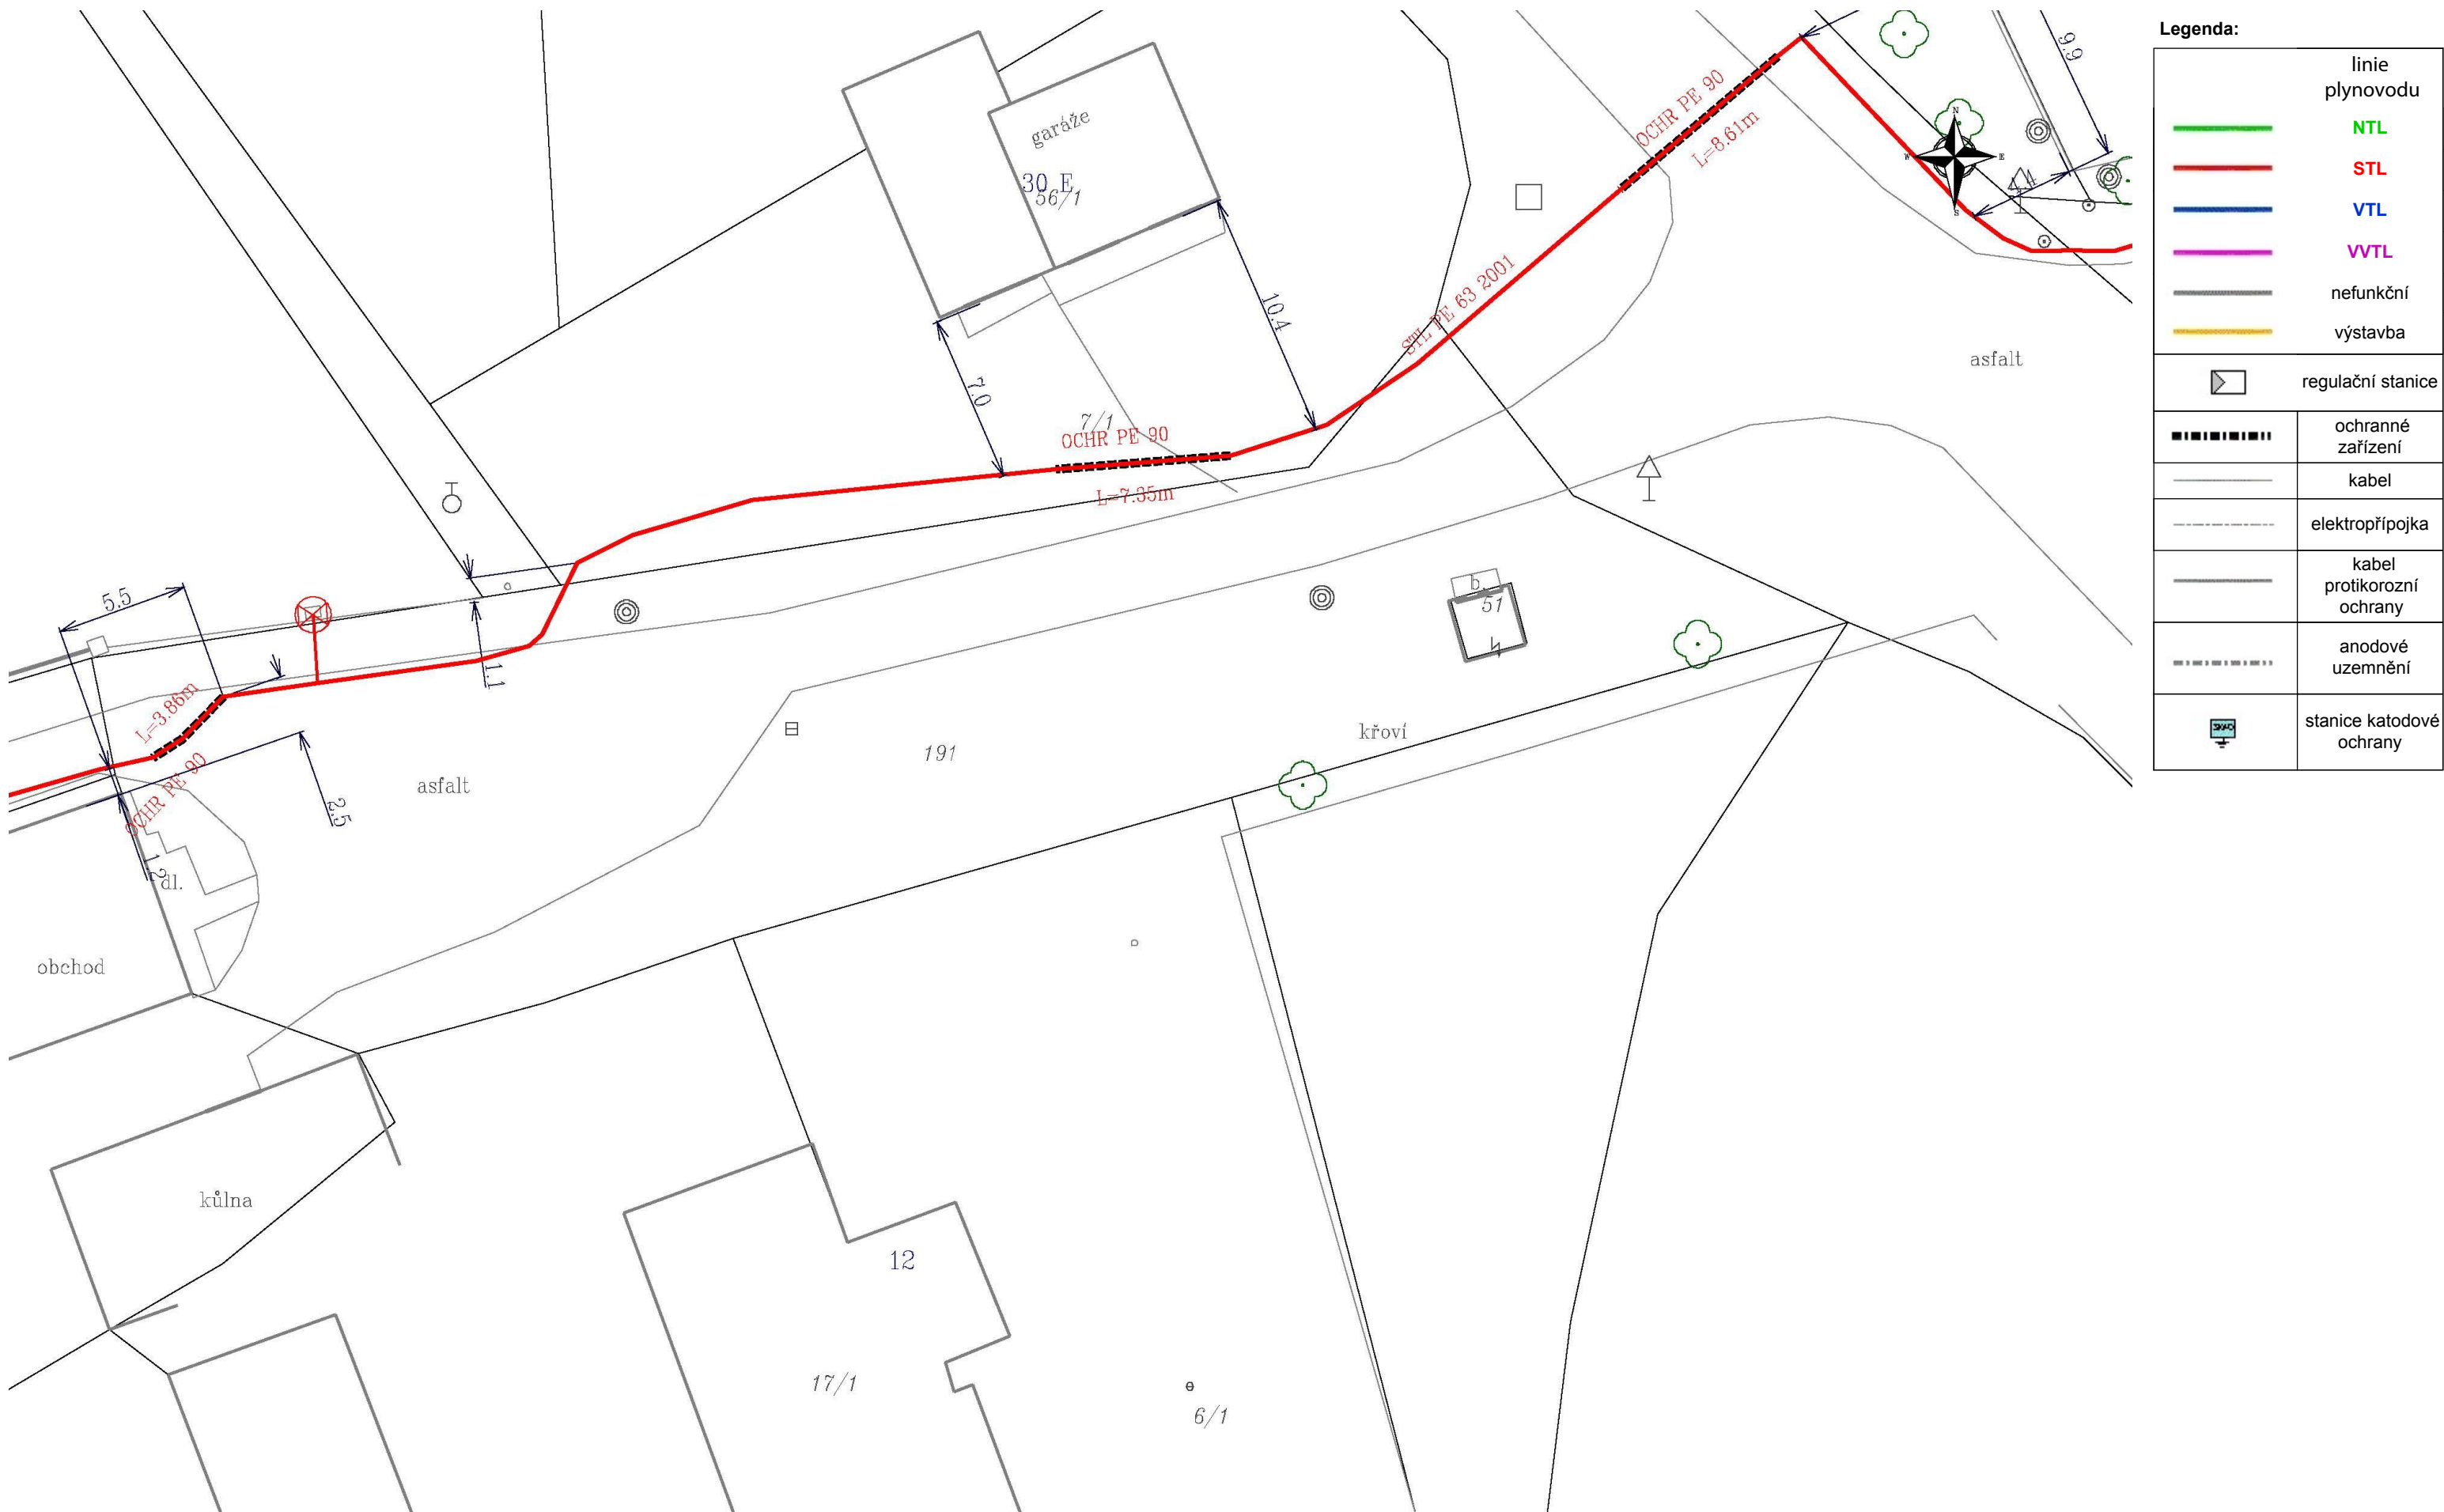 Legenda:
linie
plynovodu
NTL
STL
VTL
VVTL
nefunkční
výstavba
regulační stanice
ochranné
zařízení
kabel
elektropřípojka
kabel
protikorozní
ochrany
anodové
uzemnění
SKAO
stanice katodové
ochrany
9.9
N
W
E
S
OCHR PE 90
L=8.61m
garáže
30 E
56/1
10.4
STL PE 63 2001
asfalt
7.0
7/1
OCHR PE 90
L=7.35m
5.5
1.1
b.
51
L=3.86m
OCHR PE 90
2.5
1.2
dl.
asfalt
191
křoví
obchod
kůlna
12
17/1
6/1